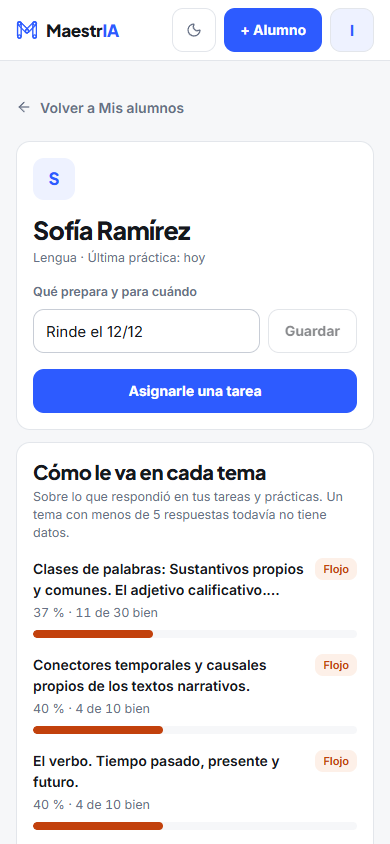 MaestrIA
+ Alumno
I
Volver a Mis alumnos
S
Sofía Ramírez
Lengua · Última práctica: hoy
Qué prepara y para cuándo
Rinde el 12/12
Guardar
Asignarle una tarea
Cómo le va en cada tema
Sobre lo que respondió en tus tareas y prácticas. Un
tema con menos de 5 respuestas todavía no tiene
datos.
Clases de palabras: Sustantivos propios
y comunes. El adjetivo calificativo....
Flojo
37 % · 11 de 30 bien
Conectores temporales y causales
propios de los textos narrativos.
Flojo
40 % · 4 de 10 bien
El verbo. Tiempo pasado, presente y
futuro.
Flojo
40 % · 4 de 10 bien